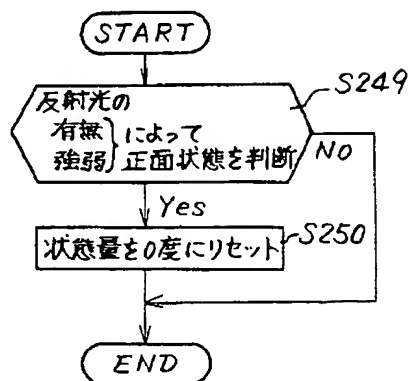 START
S249
反射光の
有無
強弱
によって
正面状態を判断
No
Yes
状態量を0度にリセット
S250
END